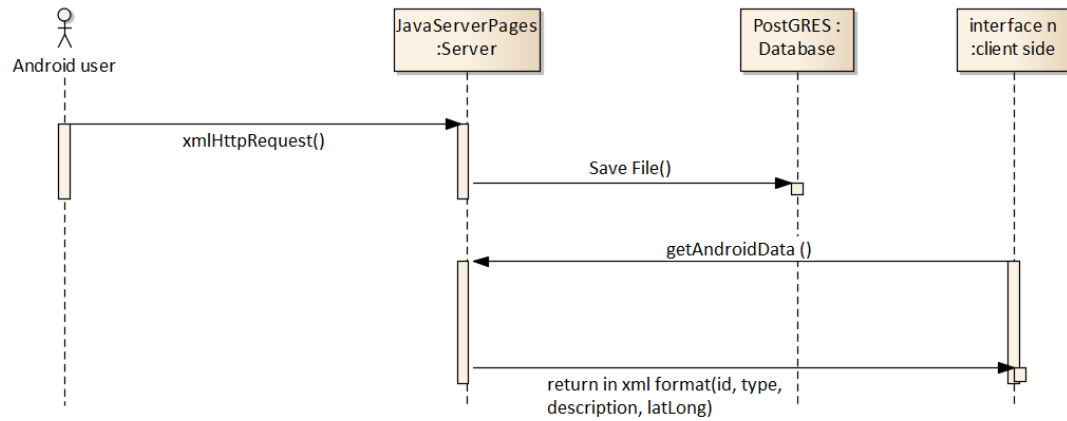 Android user
JavaServerPages
:Server
PostGRES :
Database
interface n
:client side
xmlHttpRequest()
Save File()
getAndroidData ()
return in xml format(id, type,
description, latLong)